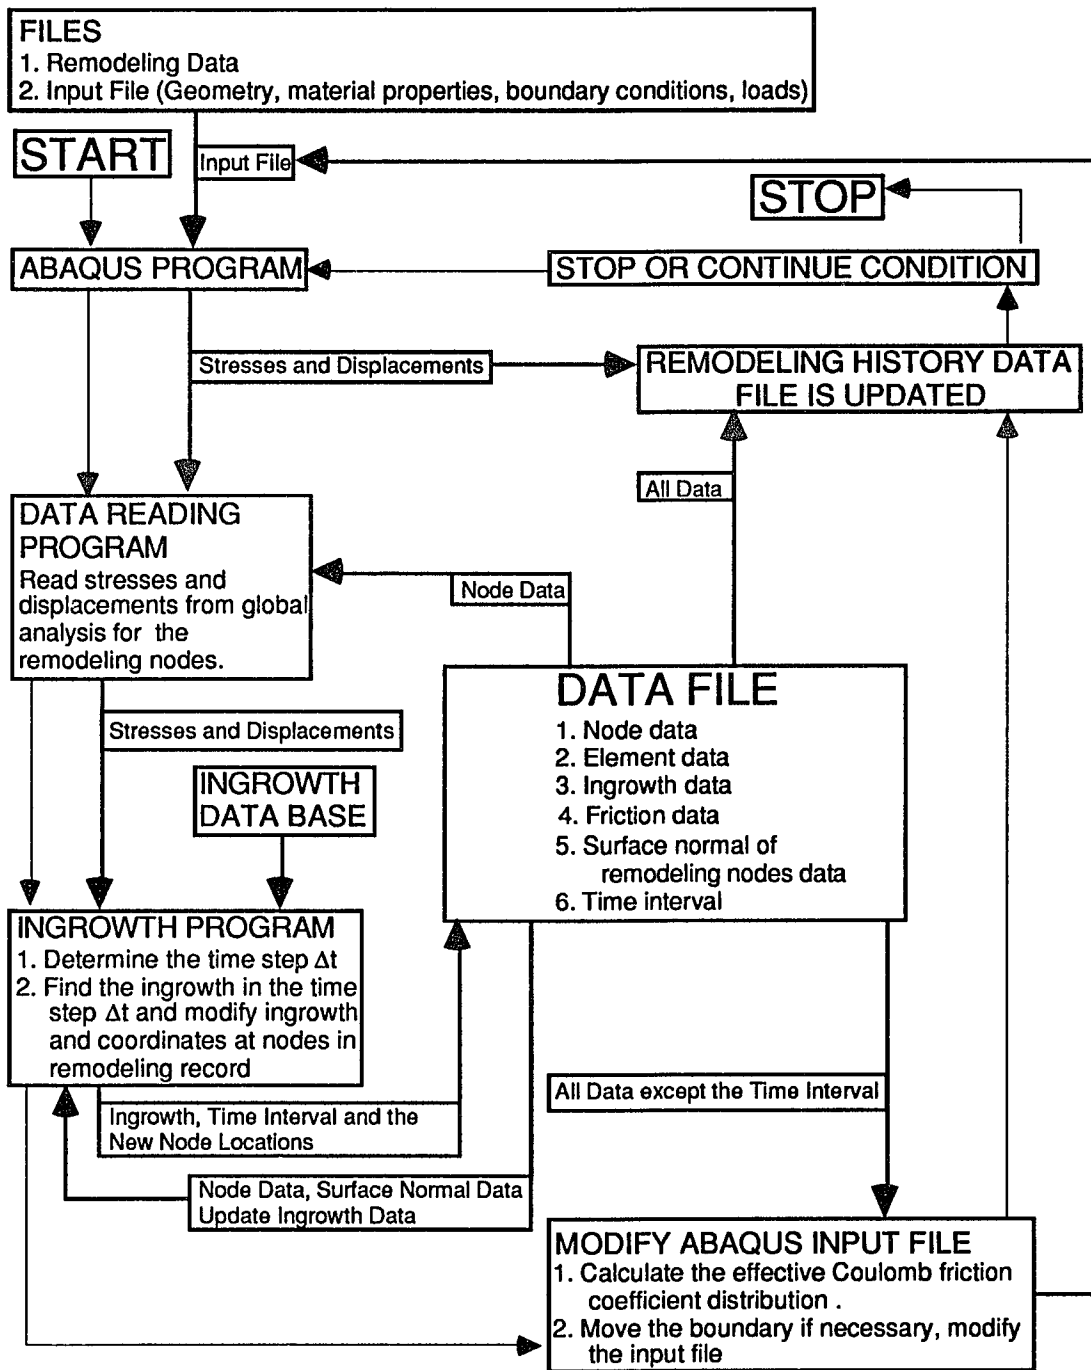 FILES
1. Remodeling Data
2. Input File (Geometry, material properties, boundary conditions, loads)
START
Input File
STOP
ABAQUS PROGRAM
STOP OR CONTINUE CONDITION
Stresses and Displacements
REMODELING HISTORY DATA
FILE IS UPDATED
All Data
DATA READING
PROGRAM
Read stresses and
displacements from global
analysis for the
remodeling nodes.
Node Data
DATA FILE
1. Node data
2. Element data
3. Ingrowth data
4. Friction data
5. Surface normal of
remodeling nodes data
6. Time interval
Stresses and Displacements
INGROWTH
DATA BASE
INGROWTH PROGRAM
1. Determine the time step Δt
2. Find the ingrowth in the time
step Δt and modify ingrowth
and coordinates at nodes in
remodeling record
All Data except the Time Interval
Ingrowth, Time Interval and the
New Node Locations
Node Data, Surface Normal Data
Update Ingrowth Data
MODIFY ABAQUS INPUT FILE
1. Calculate the effective Coulomb friction
coefficient distribution .
2. Move the boundary if necessary, modify
the input file